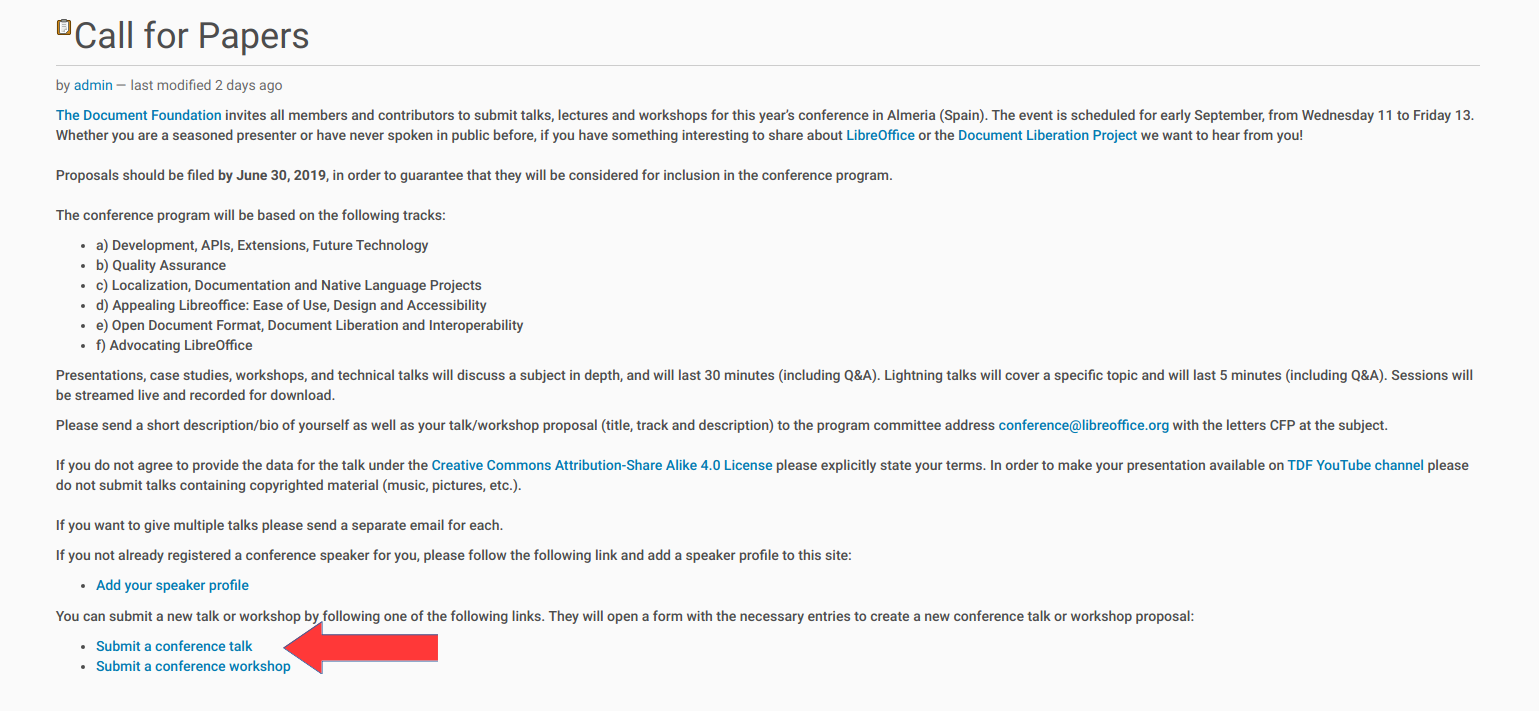 Call for Papers
by admin — last modified 2 days ago
The Document Foundation invites all members and contributors to submit talks, lectures and workshops for this year's conference in Almeria (Spain). The event is scheduled for early September, from Wednesday 11 to Friday 13.
Whether you are a seasoned presenter or have never spoken in public before, if you have something interesting to share about LibreOffice or the Document Liberation Project we want to hear from you!
Proposals should be filed by June 30, 2019, in order to guarantee that they will be considered for inclusion in the conference program.
The conference program will be based on the following tracks:
• a) Development, APIs, Extensions, Future Technology
• b) Quality Assurance
• c) Localization, Documentation and Native Language Projects
• d) Appealing Libreoffice: Ease of Use, Design and Accessibility
• e) Open Document Format, Document Liberation and Interoperability
• f) Advocating LibreOffice
Presentations, case studies, workshops, and technical talks will discuss a subject in depth, and will last 30 minutes (including Q&A). Lightning talks will cover a specific topic and will last 5 minutes (including Q&A). Sessions will
be streamed live and recorded for download.
Please send a short description/bio of yourself as well as your talk/workshop proposal (title, track and description) to the program committee address conference@libreoffice.org with the letters CFP at the subject.
If you do not agree to provide the data for the talk under the Creative Commons Attribution-Share Alike 4.0 License please explicitly state your terms. In order to make your presentation available on TDF YouTube channel please
do not submit talks containing copyrighted material (music, pictures, etc.).
If you want to give multiple talks please send a separate email for each.
If you not already registered a conference speaker for you, please follow the following link and add a speaker profile to this site:
• Add your speaker profile
You can submit a new talk or workshop by following one of the following links. They will open a form with the necessary entries to create a new conference talk or workshop proposal:
• Submit a conference talk
• Submit a conference workshop